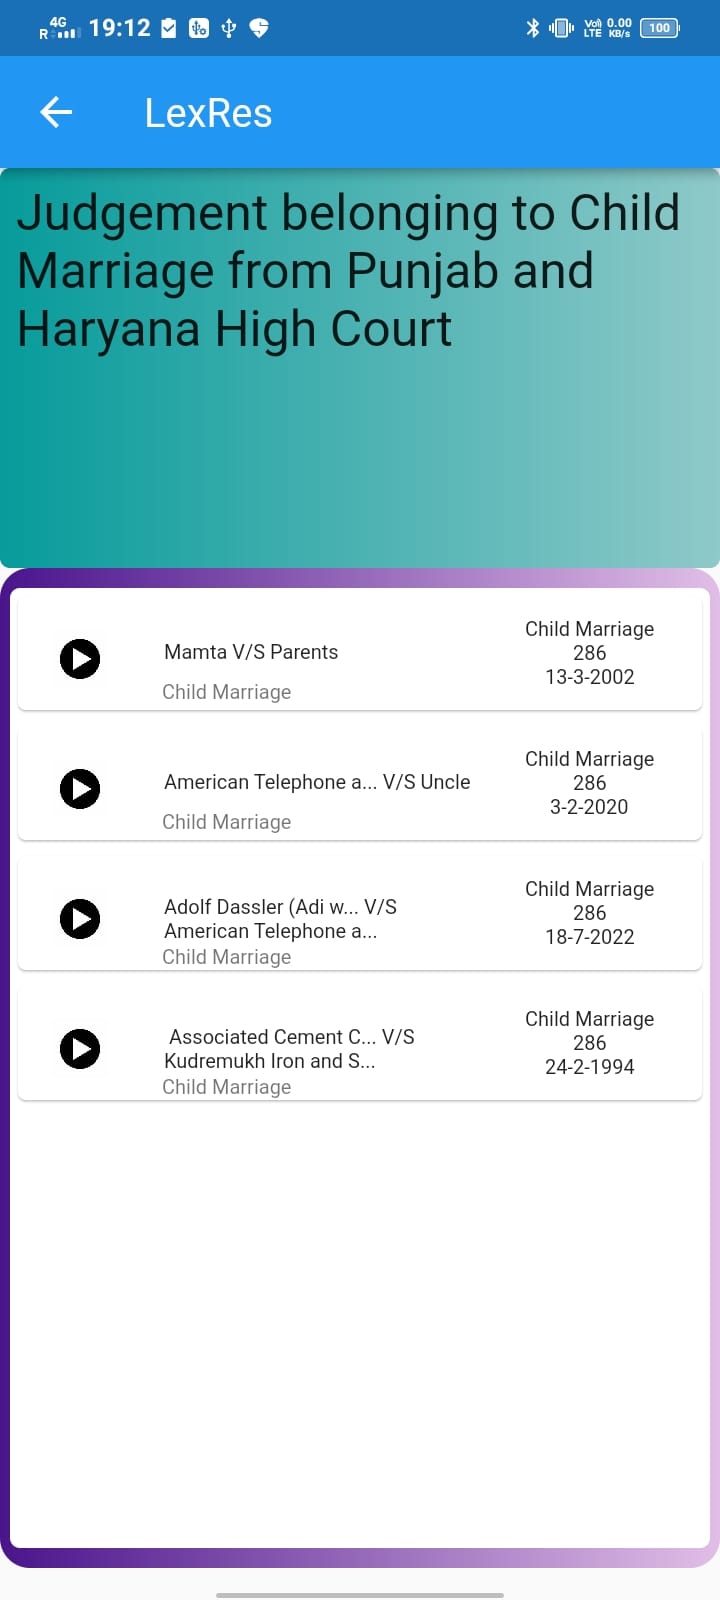 4G
R
19:12
Vo) 0.00
LTE KB/s
100
LexRes
Judgement belonging to Child
Marriage from Punjab and
Haryana High Court
Mamta V/S Parents
Child Marriage
Child Marriage
286
13-3-2002
American Telephone a... V/S Uncle
Child Marriage
Child Marriage
286
3-2-2020
Adolf Dassler (Adi w... V/S
American Telephone a...
Child Marriage
Child Marriage
286
18-7-2022
Associated Cement C... V/S
Kudremukh Iron and S...
Child Marriage
Child Marriage
286
24-2-1994